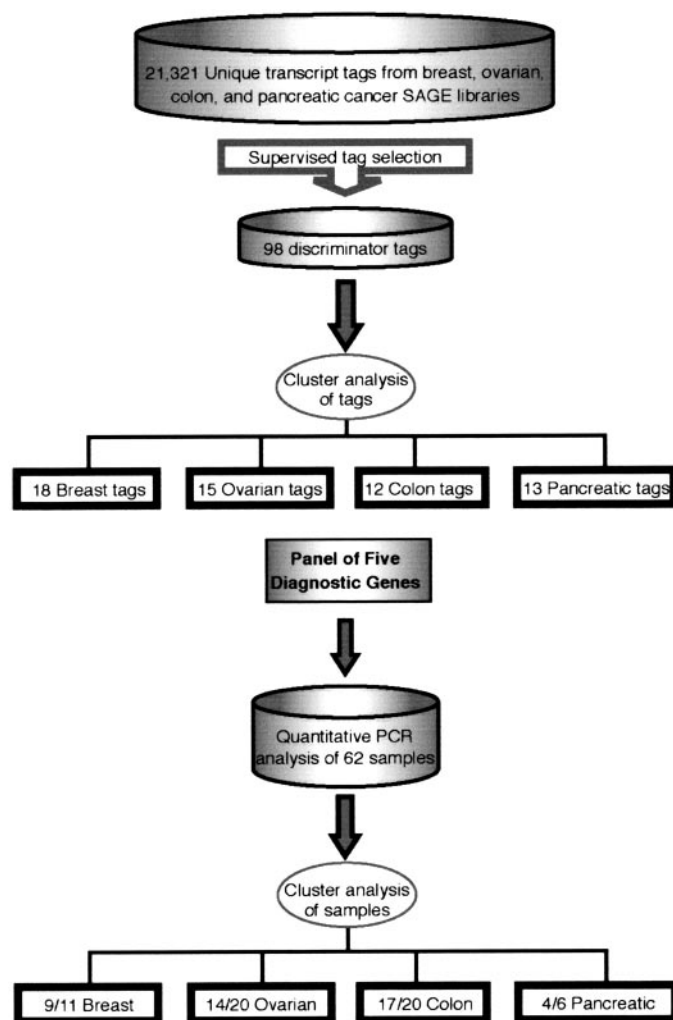 21,321 Unique transcript tags from breast, ovarian,
colon, and pancreatic cancer SAGE libraries
Supervised tag selection
98 discriminator tags
Cluster analysis
of tags
18 Breast tags
15 Ovarian tags
12 Colon tags
13 Pancreatic tags
Panel of Five
Diagnostic Genes
Quantitative PCR
analysis of 62 samples
Cluster analysis
of samples
9/11 Breast
14/20 Ovarian
17/20 Colon
4/6 Pancreatic